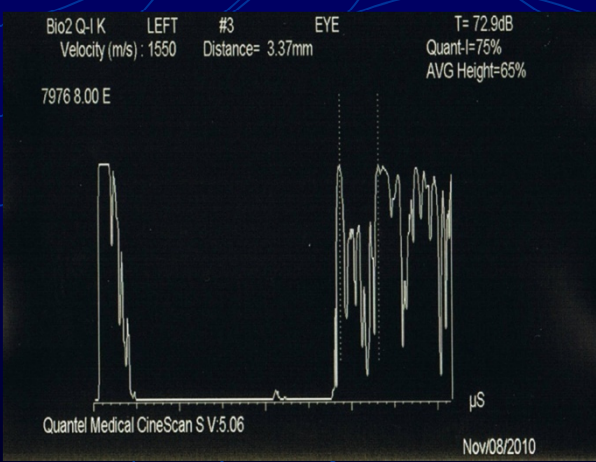 Bio2 Q-I K LEFT #3 EYE T= 72.9dB
Velocity (m/s) : 1550 Distance= 3.37mm Quant-I=75%
AVG Height=65%
7976 8.00 E
µS
Quantel Medical CineScan S V:5.06
Nov/08/2010